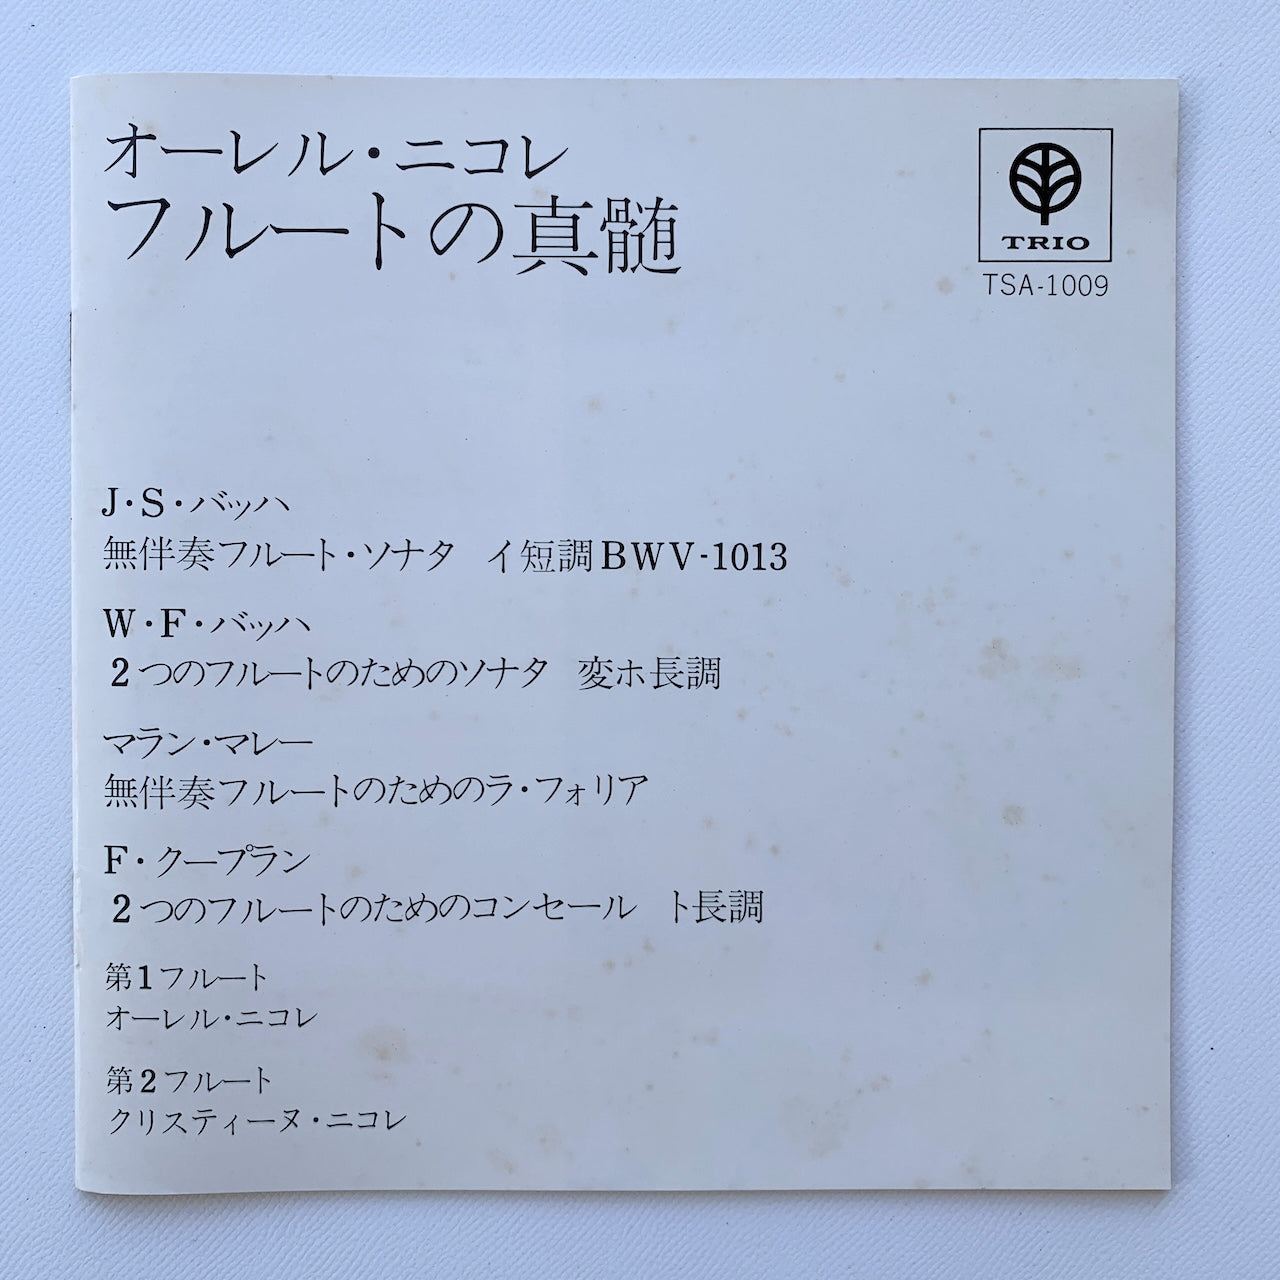 オーレル・ニコレ
フルートの真髄
TRIO
TSA-1009
J・S・バッハ
無伴奏フルート・ソナタ　イ短調BWV-1013
W・F・バッハ
2つのフルートのためのソナタ　変ホ長調
マラン・マレー
無伴奏フルートのためのラ・フォリア
F・クープラン
2つのフルートのためのコンセール　ト長調
第1フルート
オーレル・ニコレ
第2フルート
クリスティーヌ・ニコレ